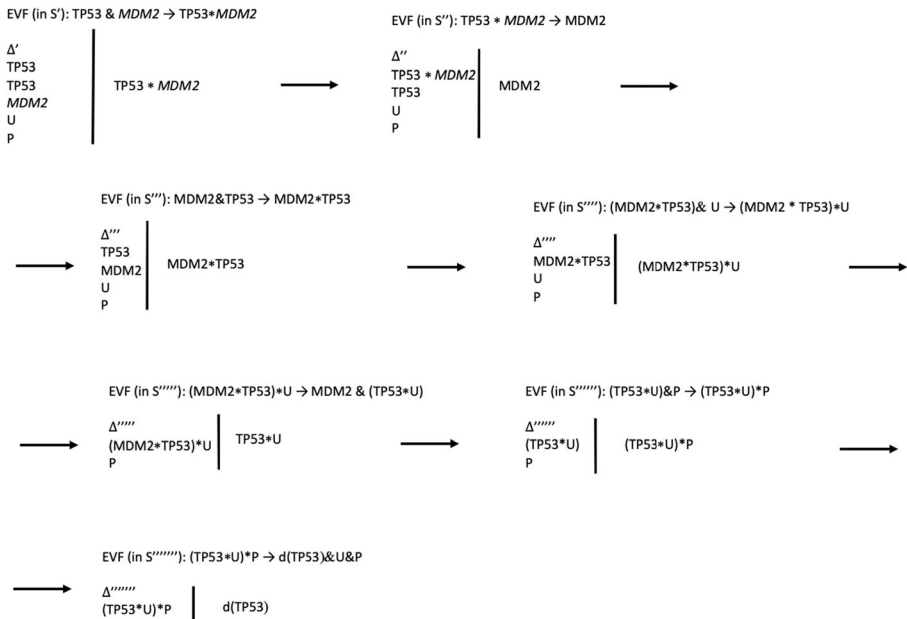 EVF (in S'): TP53 & MDM2 → TP53*MDM2
Δ'
TP53
TP53
MDM2
U
P
TP53 * MDM2
EVF (in S''): TP53 * MDM2 → MDM2
Δ''
TP53 * MDM2
TP53
U
P
MDM2
EVF (in S'''): MDM2&TP53 → MDM2*TP53
Δ'''
TP53
MDM2
U
P
MDM2*TP53
EVF (in S''''): (MDM2*TP53)& U → (MDM2 * TP53)*U
Δ''''
MDM2*TP53
U
P
(MDM2*TP53)*U
EVF (in S'''''): (MDM2*TP53)*U → MDM2 & (TP53*U)
Δ'''''
(MDM2*TP53)*U
P
TP53*U
EVF (in S''''''): (TP53*U)&P → (TP53*U)*P
Δ''''''
(TP53*U)
P
(TP53*U)*P
EVF (in S'''''''): (TP53*U)*P → d(TP53)&U&P
Δ'''''''
(TP53*U)*P
d(TP53)